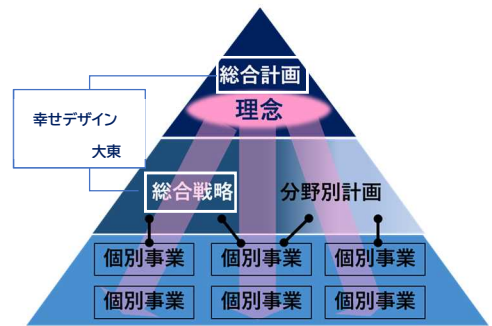 総合計画
理念
幸せデザイン
大東
総合戦略
分野別計画
個別事業
個別事業
個別事業
個別事業
個別事業
個別事業